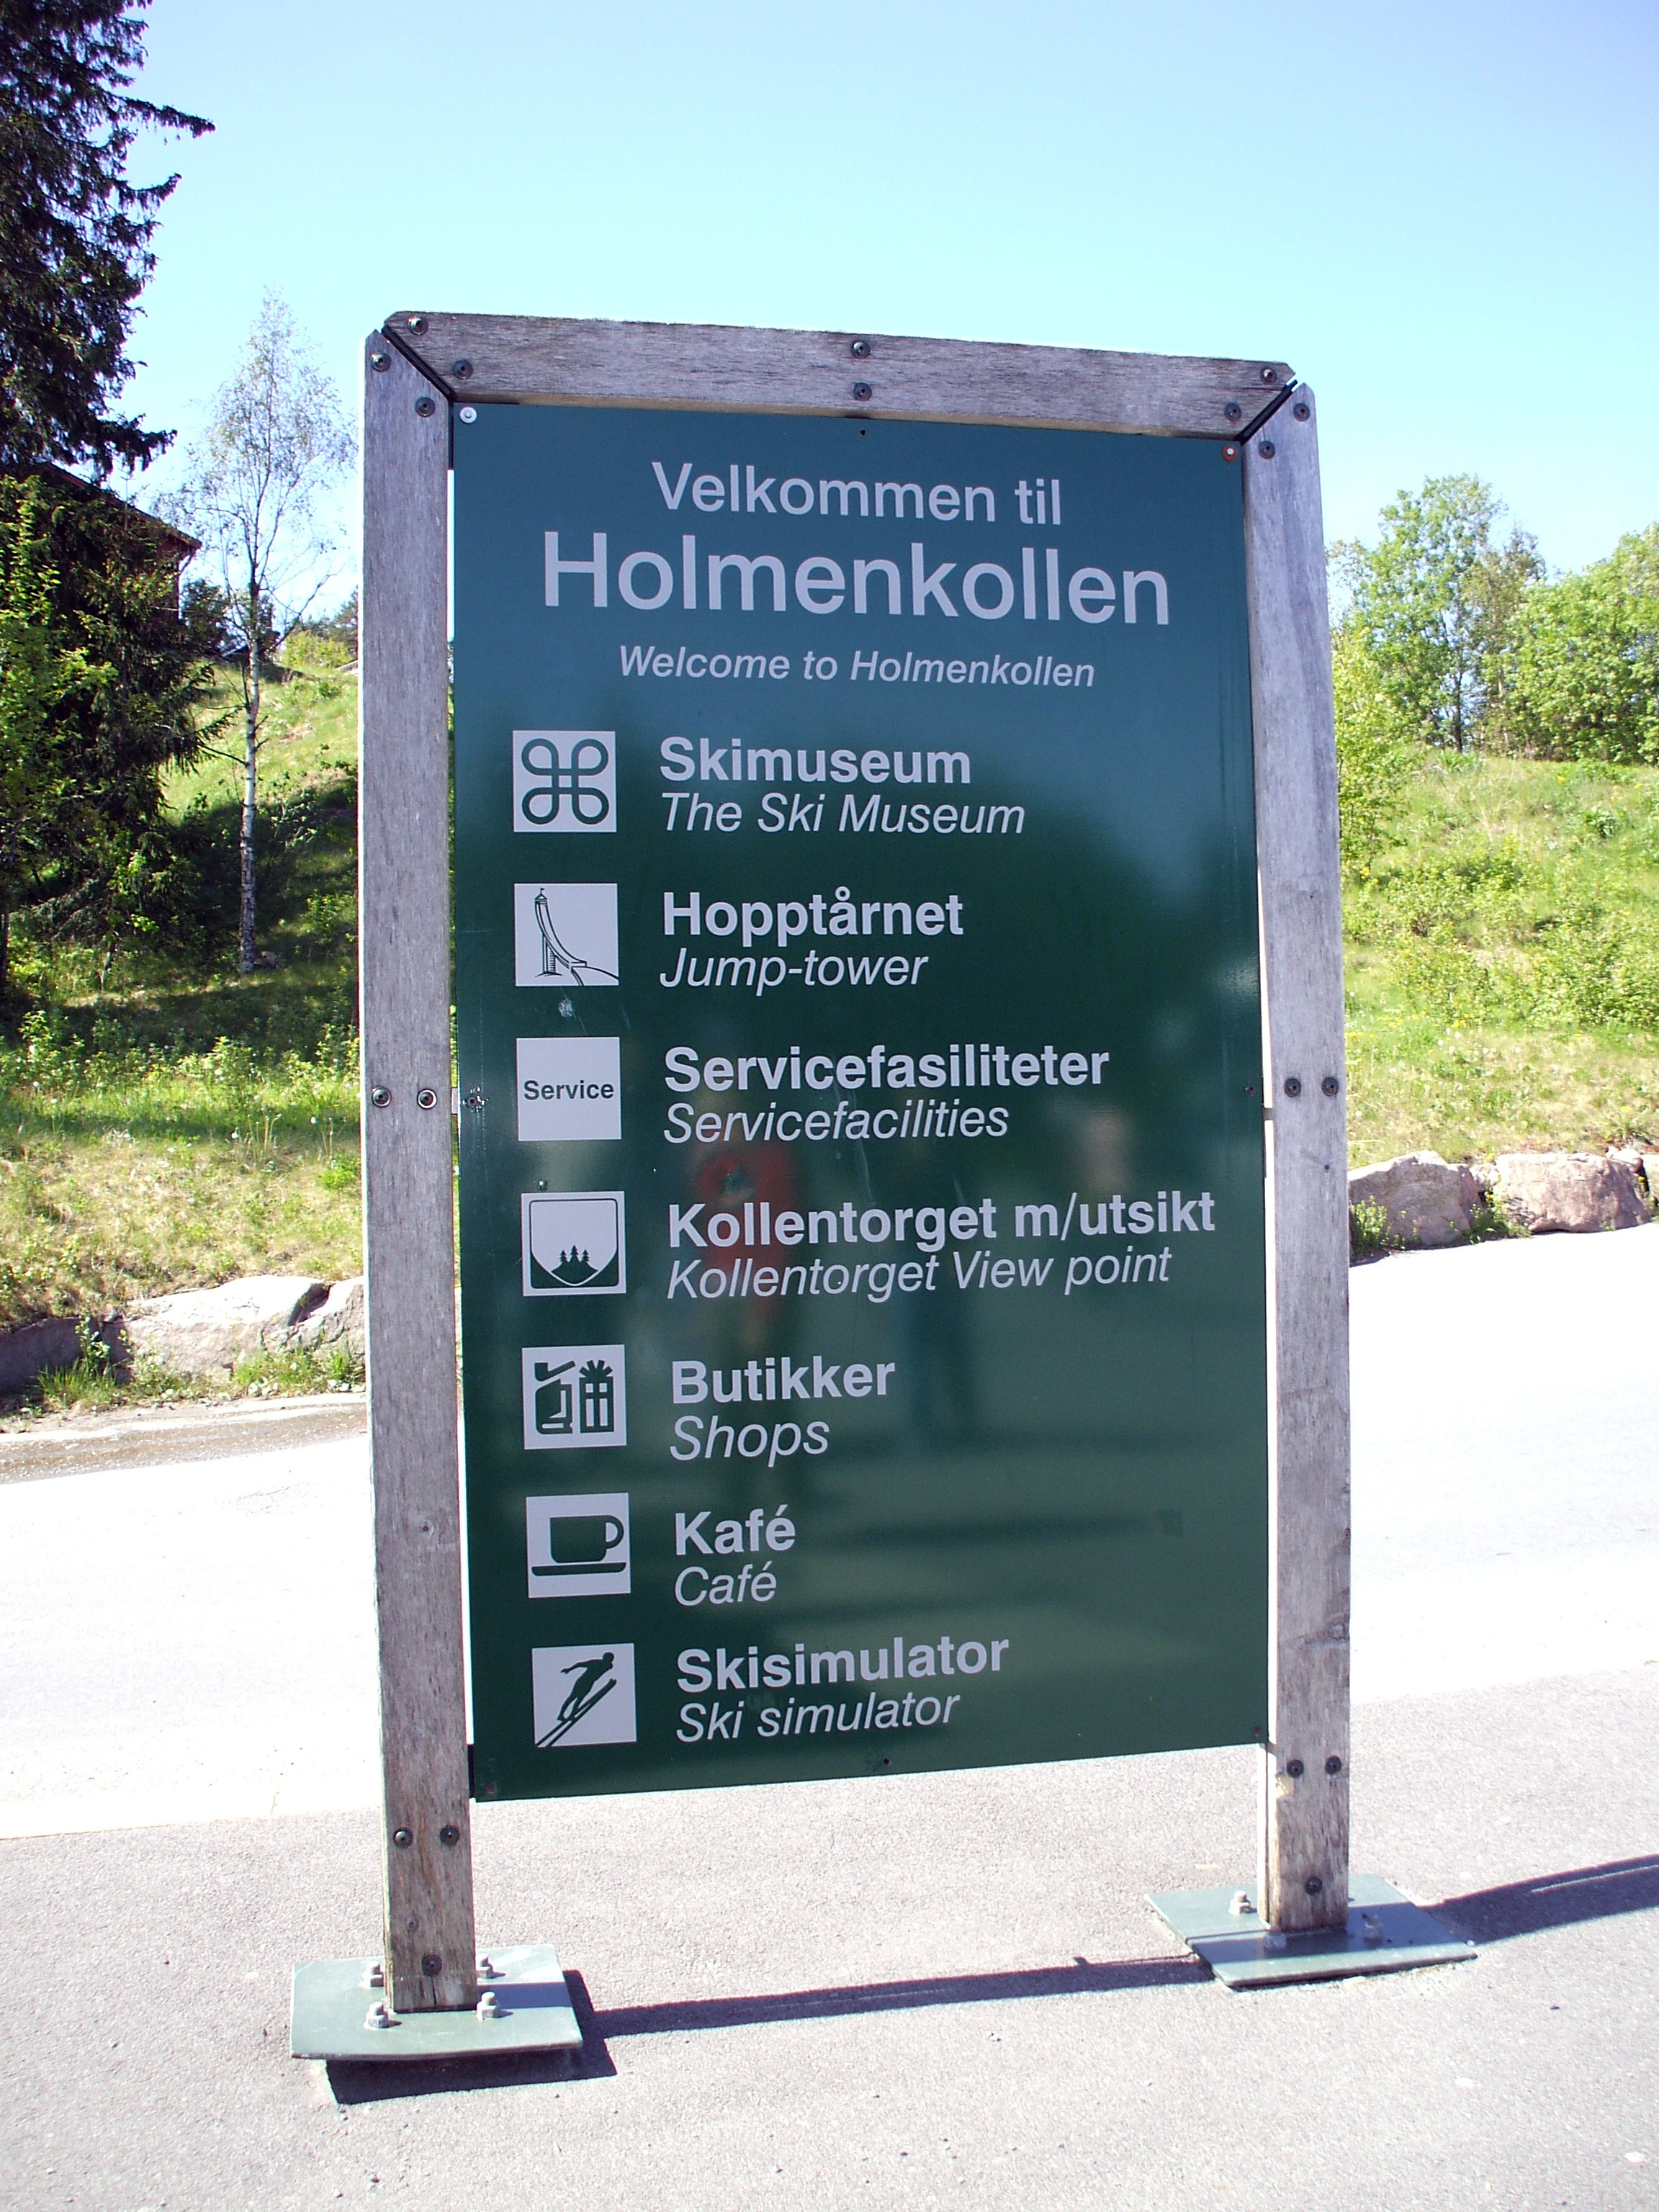 Velkommen til
Holmenkollen
Welcome to Holmenkollen
Skimuseum
The Ski Museum
Hopptårnet
Jump-tower
Service
Servicefasiliteter
Servicefacilities
Kollentorget m/utsikt
Kollentorget View point
Butikker
Shops
Kafé
Café
Skisimulator
Ski simulator